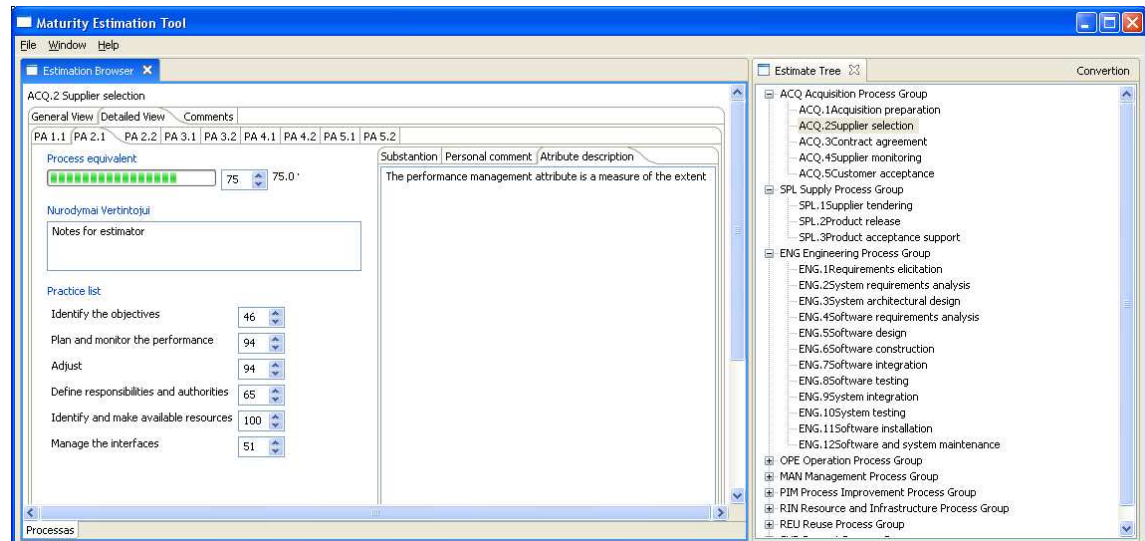 Maturity Estimation Tool
File Window Help
Estimation Browser
ACQ.2 Supplier selection
General View Detailed View Comments
PA 1.1 PA 2.1 PA 2.2 PA 3.1 PA 3.2 PA 4.1 PA 4.2 PA 5.1 PA 5.2
Process equivalent
75 75.0 '
Nurodymai Vertintojui
Notes for estimator
Practice list
Identify the objectives 46
Plan and monitor the performance 94
Adjust 94
Define responsibilities and authorities 65
Identify and make available resources 100
Manage the interfaces 51
Substantion Personal comment Atribute description
The performance management attribute is a measure of the extent
Processas
Estimate Tree Convertion
ACQ Acquisition Process Group
ACQ.1Acquisition preparation
ACQ.2Supplier selection
ACQ.3Contract agreement
ACQ.4Supplier monitoring
ACQ.5Customer acceptance
SPL Supply Process Group
SPL.1Supplier tendering
SPL.2Product release
SPL.3Product acceptance support
ENG Engineering Process Group
ENG.1Requirements elicitation
ENG.2System requirements analysis
ENG.3System architectural design
ENG.4Software requirements analysis
ENG.5Software design
ENG.6Software construction
ENG.7Software integration
ENG.8Software testing
ENG.9System integration
ENG.10System testing
ENG.11Software installation
ENG.12Software and system maintenance
OPE Operation Process Group
MAN Management Process Group
PIM Process Improvement Process Group
RIN Resource and Infrastructure Process Group
REU Reuse Process Group